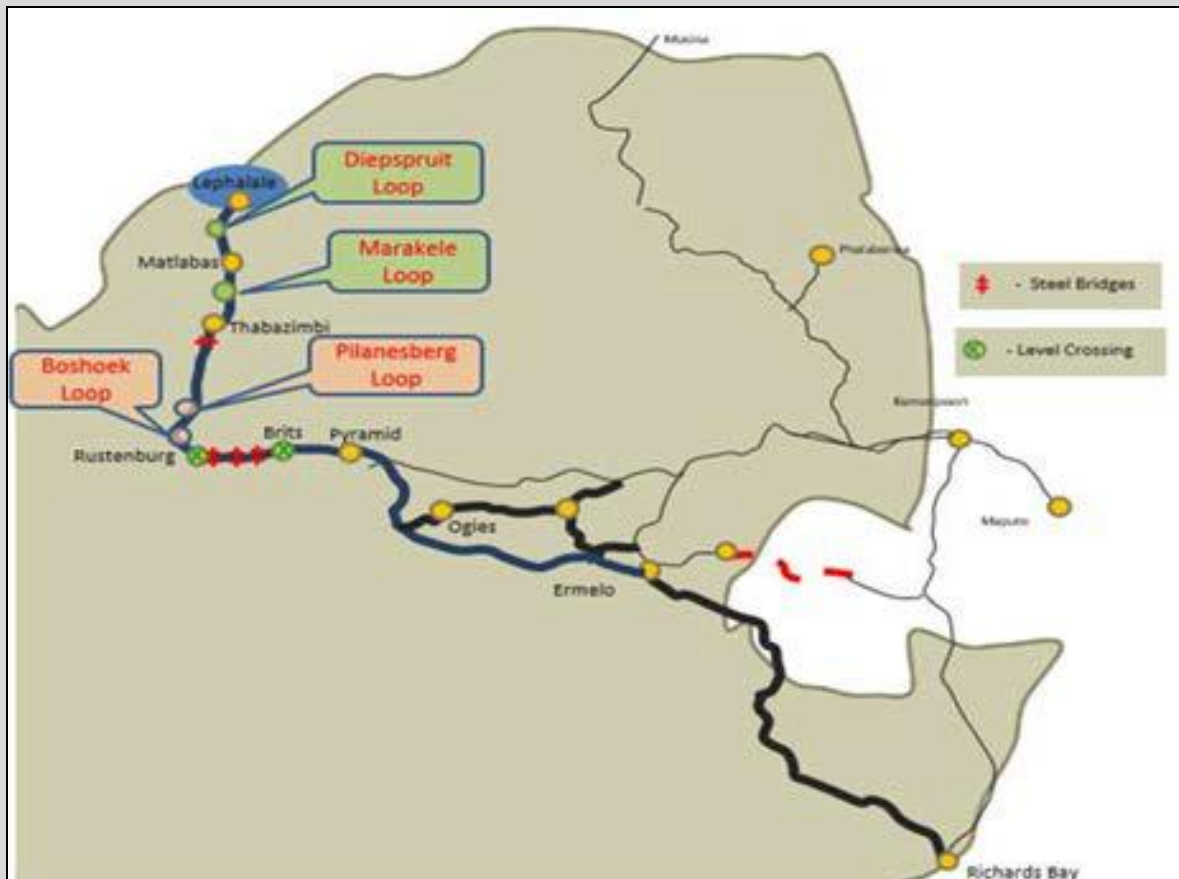 Musina
Diepspruit
Loop
Lephalale
Matlabas
Marakele
Loop
Thabazimbi
Boshoek
Loop
Pilanesberg
Loop
Rustenburg
Brits
Pyramid
Phalaborwa
- Steel Bridges
- Level Crossing
Komatipoort
Maputo
Ogies
Ermelo
Richards Bay